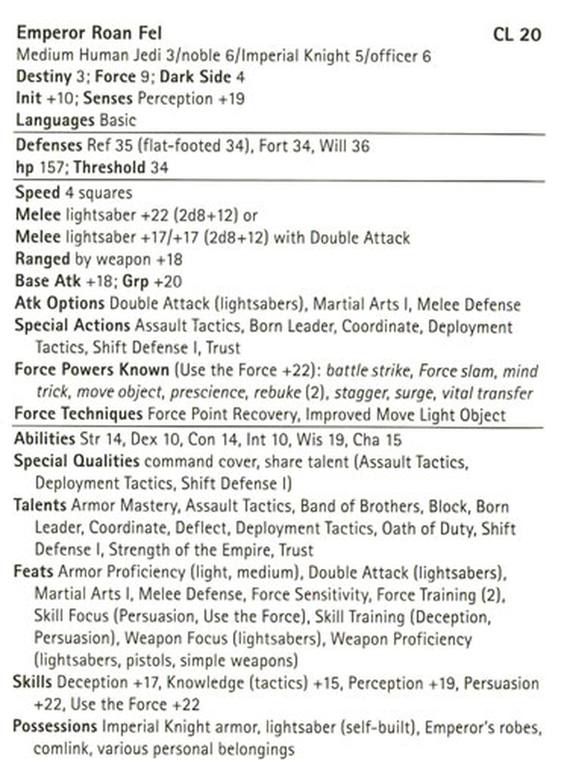 Emperor Roan Fel CL 20
Medium Human Jedi 3/noble 6/Imperial Knight 5/officer 6
Destiny 3; Force 9; Dark Side 4
Init +10; Senses Perception +19
Languages Basic
Defenses Ref 35 (flat-footed 34), Fort 34, Will 36
hp 157; Threshold 34
Speed 4 squares
Melee lightsaber +22 (2d8+12) or
Melee lightsaber +17/+17 (2d8+12) with Double Attack
Ranged by weapon +18
Base Atk +18; Grp +20
Atk Options Double Attack (lightsabers), Martial Arts I, Melee Defense
Special Actions Assault Tactics, Born Leader, Coordinate, Deployment
Tactics, Shift Defense I, Trust
Force Powers Known (Use the Force +22): battle strike, Force slam, mind
trick, move object, prescience, rebuke (2), stagger, surge, vital transfer
Force Techniques Force Point Recovery, Improved Move Light Object
Abilities Str 14, Dex 10, Con 14, Int 10, Wis 19, Cha 15
Special Qualities command cover, share talent (Assault Tactics,
Deployment Tactics, Shift Defense I)
Talents Armor Mastery, Assault Tactics, Band of Brothers, Block, Born
Leader, Coordinate, Deflect, Deployment Tactics, Oath of Duty, Shift
Defense I, Strength of the Empire, Trust
Feats Armor Proficiency (light, medium), Double Attack (lightsabers),
Martial Arts I, Melee Defense, Force Sensitivity, Force Training (2),
Skill Focus (Persuasion, Use the Force), Skill Training (Deception,
Persuasion), Weapon Focus (lightsabers), Weapon Proficiency
(lightsabers, pistols, simple weapons)
Skills Deception +17, Knowledge (tactics) +15, Perception +19, Persuasion
+22, Use the Force +22
Possessions Imperial Knight armor, lightsaber (self-built), Emperor's robes,
comlink, various personal belongings